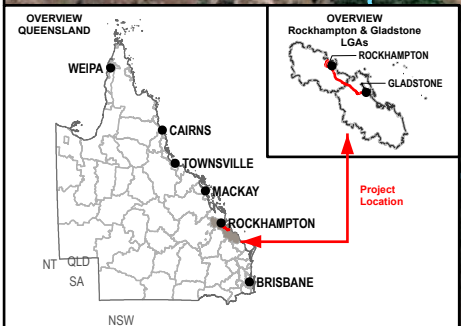 OVERVIEW
QUEENSLAND
WEIPA
CAIRNS
TOWNSVILLE
MACKAY
ROCKHAMPTON
BRISBANE
NT QLD
SA
NSW
OVERVIEW
Rockhampton & Gladstone
LGAs
ROCKHAMPTON
GLADSTONE
Project
Location